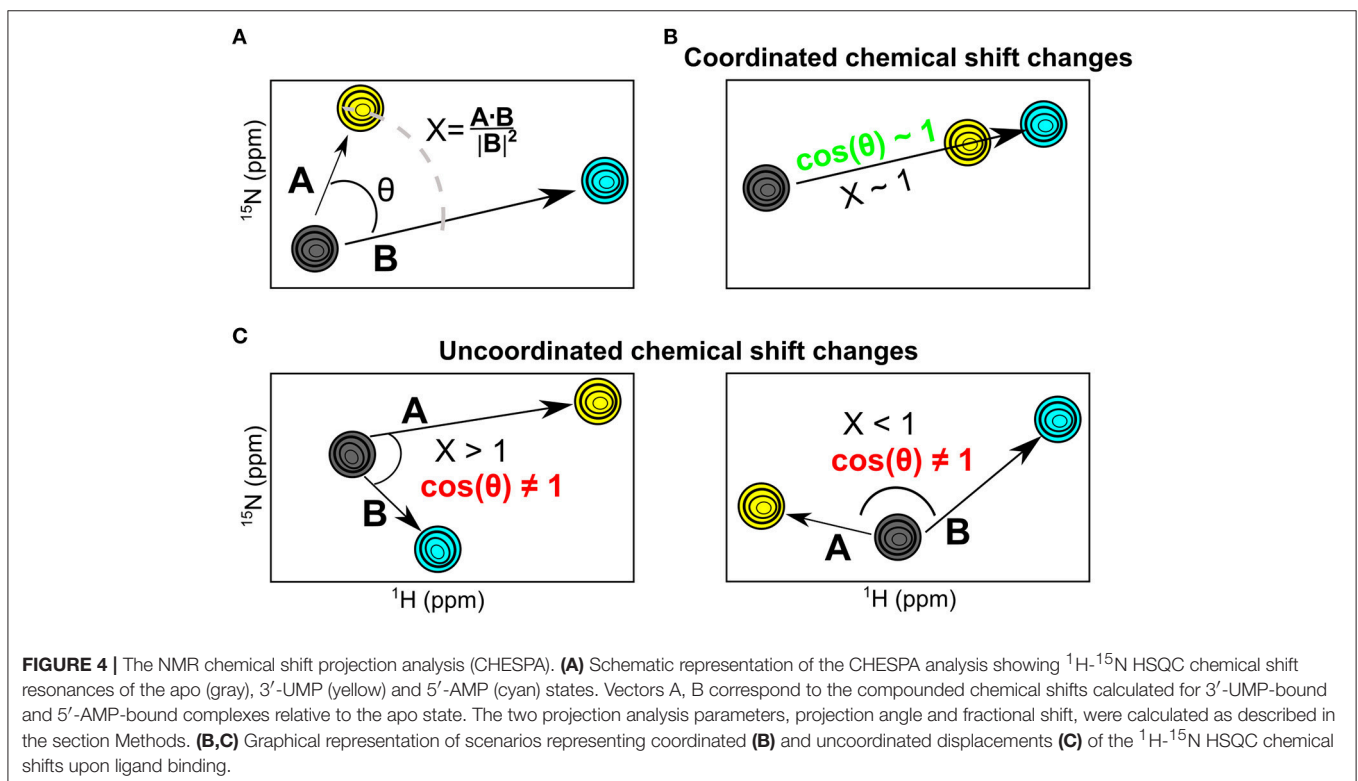 A
¹⁵N (ppm)
A
θ
B
X= A·B
|B|²
B
Coordinated chemical shift changes
cos(θ) ~ 1
X ~ 1
C
Uncoordinated chemical shift changes
¹⁵N (ppm)
A
X > 1
cos(θ) ≠ 1
B
¹H (ppm)
X < 1
cos(θ) ≠ 1
A
B
¹H (ppm)
FIGURE 4 | The NMR chemical shift projection analysis (CHESPA). (A) Schematic representation of the CHESPA analysis showing ¹H-¹⁵N HSQC chemical shift
resonances of the apo (gray), 3′-UMP (yellow) and 5′-AMP (cyan) states. Vectors A, B correspond to the compounded chemical shifts calculated for 3′-UMP-bound
and 5′-AMP-bound complexes relative to the apo state. The two projection analysis parameters, projection angle and fractional shift, were calculated as described in
the section Methods. (B,C) Graphical representation of scenarios representing coordinated (B) and uncoordinated displacements (C) of the ¹H-¹⁵N HSQC chemical
shifts upon ligand binding.